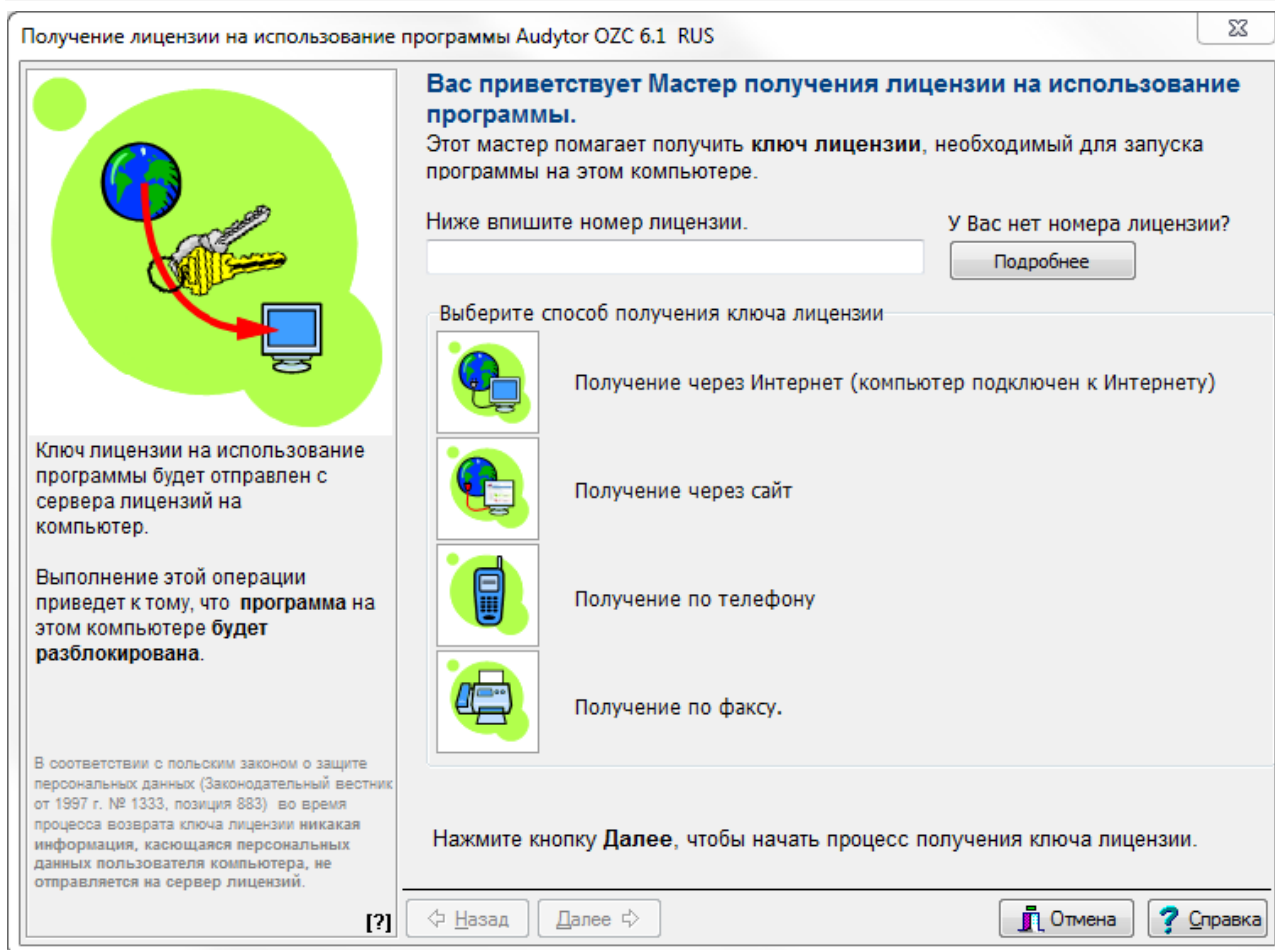 Получение лицензии на использование программы Audytor OZC 6.1 RUS
Вас приветствует Мастер получения лицензии на использование
программы.
Этот мастер помагает получить ключ лицензии, необходимый для запуска
программы на этом компьютере.
Ниже впишите номер лицензии.
У Вас нет номера лицензии?
Подробнее
Выберите способ получения ключа лицензии
Получение через Интернет (компьютер подключен к Интернету)
Получение через сайт
Получение по телефону
Получение по факсу.
Ключ лицензии на использование
программы будет отправлен с
сервера лицензий на
компьютер.
Выполнение этой операции
приведет к тому, что программа на
этом компьютере будет
разблокирована.
В соответствии с польским законом о защите
персональных данных (Законодательный вестник
от 1997 г. № 1333, позиция 883) во время
процесса возврата ключа лицензии никакая
информация, касющаяся персональных
данных пользователя компьютера, не
отправляется на сервер лицензий.
[?]
Нажмите кнопку Далее, чтобы начать процесс получения ключа лицензии.
Назад
Далее
Отмена
Справка